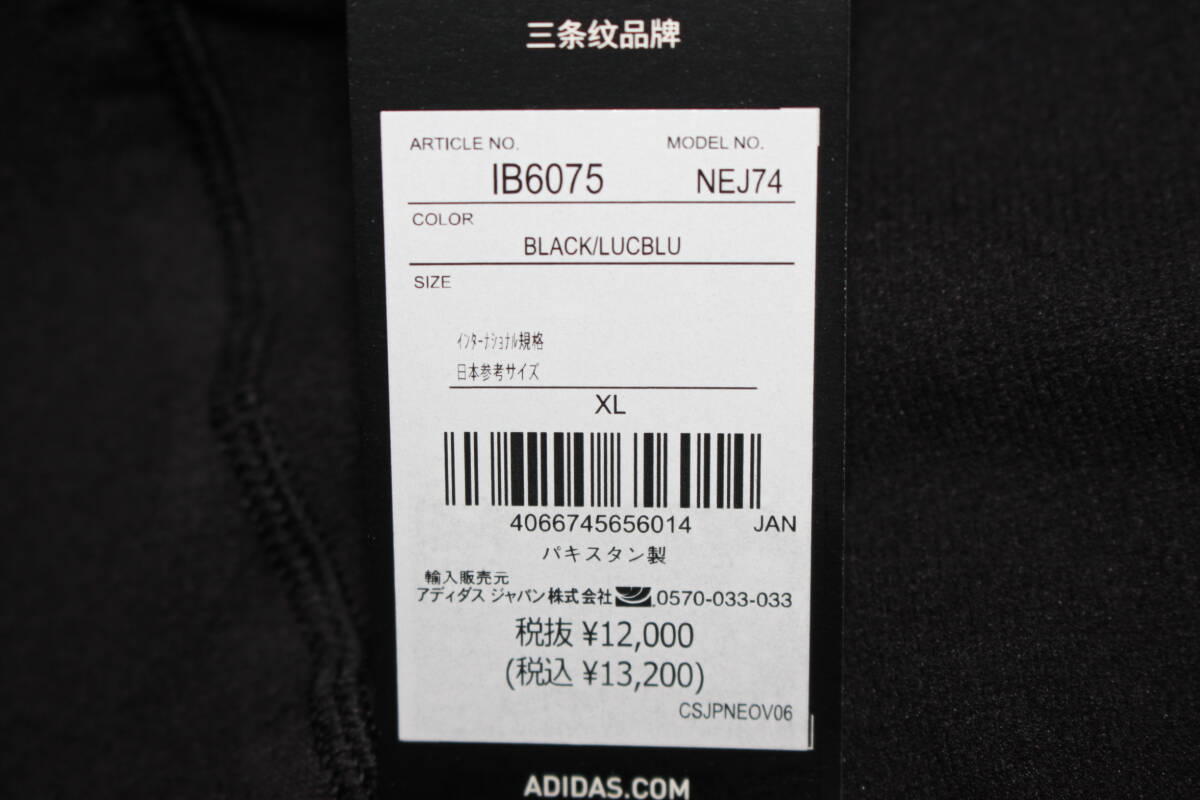 三条纹品牌
ARTICLE NO. MODEL NO.
IB6075 NEJ74
COLOR
BLACK/LUCBLU
SIZE
インターナショナル規格
日本参考サイズ
XL
4066745656014 JAN
パキスタン製
輸入販売元
アディダス ジャパン株式会社 0570-033-033
税抜 ¥12,000
(税込 ¥13,200)
CSJPNEOV06
ADIDAS.COM